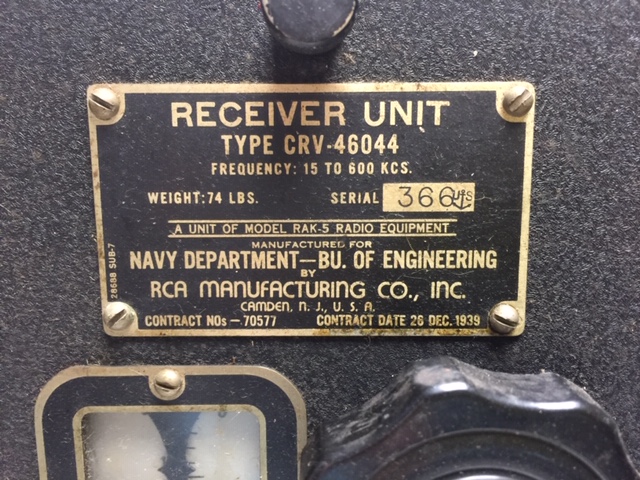 RECEIVER UNIT
TYPE CRV-46044
FREQUENCY: 15 TO 600 KCS.
WEIGHT: 74 LBS. SERIAL 366 US
A UNIT OF MODEL RAK-5 RADIO EQUIPMENT
MANUFACTURED FOR
NAVY DEPARTMENT—BU. OF ENGINEERING
BY
RCA MANUFACTURING CO., INC.
CAMDEN, N. J., U. S. A.
CONTRACT NOs — 70577 CONTRACT DATE 26 DEC. 1939